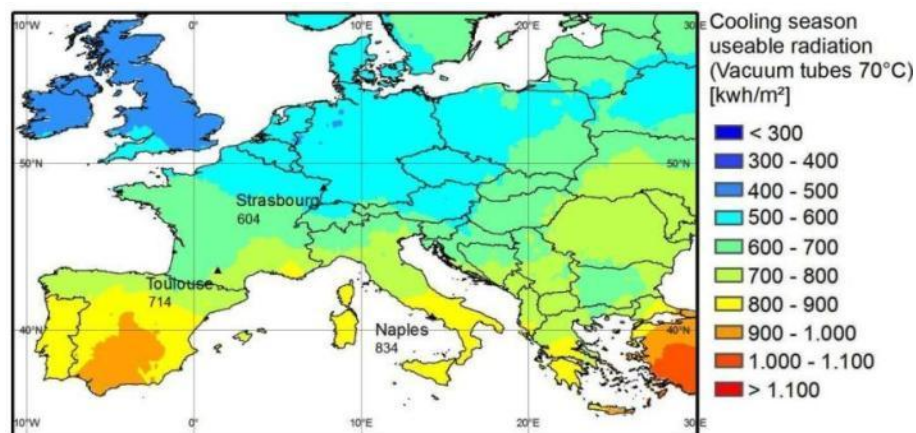 10°W 0° 10°E 20°E 30°E
Cooling season
useable radiation
(Vacuum tubes 70°C)
[kwh/m²]
< 300
300 - 400
400 - 500
500 - 600
600 - 700
700 - 800
800 - 900
900 - 1.000
1.000 - 1.100
> 1.100
50°N 50°N
Strasbourg
604
Toulouse
714
Naples
834
40°N 40°N
10°W 0° 10°E 20°E 30°E